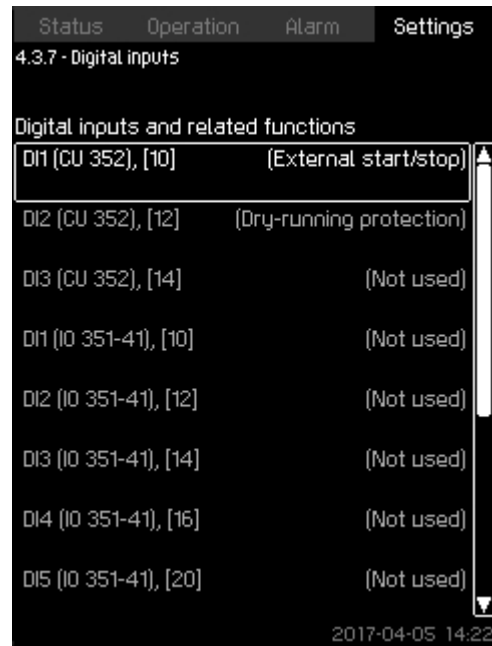 Status Operation Alarm Settings
4.3.7 - Digital inputs
Digital inputs and related functions
DI1 (CU 352), [10] (External start/stop)
DI2 (CU 352), [12] (Dry-running protection)
DI3 (CU 352), [14] (Not used)
DI1 (IO 351-41), [10] (Not used)
DI2 (IO 351-41), [12] (Not used)
DI3 (IO 351-41), [14] (Not used)
DI4 (IO 351-41), [16] (Not used)
DI5 (IO 351-41), [20] (Not used)
2017-04-05 14:22